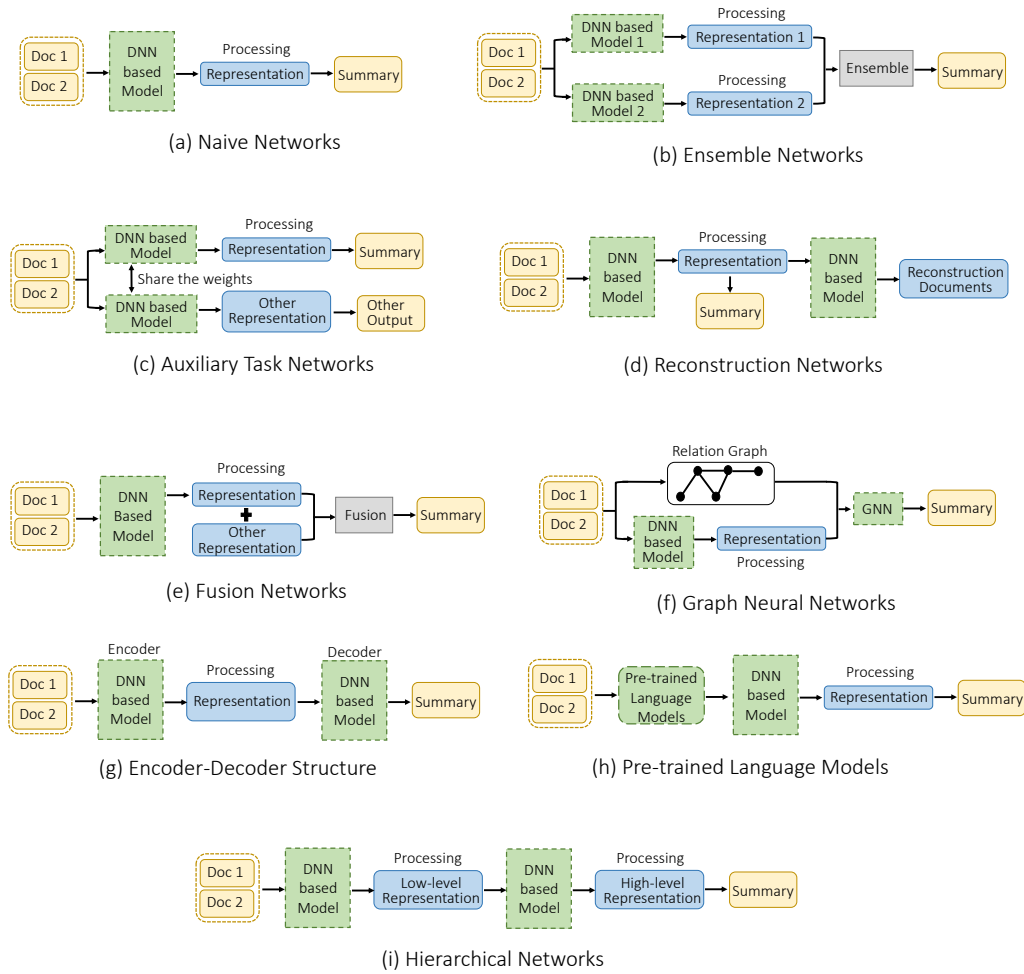 Doc 1
Doc 2
DNN
based
Model
Processing
Representation
Summary
(a) Naive Networks
Doc 1
Doc 2
DNN based
Model 1
Processing
Representation 1
DNN based
Model 2
Processing
Representation 2
Ensemble
Summary
(b) Ensemble Networks
Doc 1
Doc 2
DNN based
Model
Processing
Representation
Summary
Share the weights
DNN based
Model
Other
Representation
Other
Output
(c) Auxiliary Task Networks
Doc 1
Doc 2
DNN
based
Model
Processing
Representation
Summary
DNN
based
Model
Reconstruction
Documents
(d) Reconstruction Networks
Doc 1
Doc 2
DNN
Based
Model
Processing
Representation
Other
Representation
Fusion
Summary
(e) Fusion Networks
Doc 1
Doc 2
Relation Graph
DNN
based
Model
Representation
Processing
GNN
Summary
(f) Graph Neural Networks
Doc 1
Doc 2
Encoder
DNN
based
Model
Processing
Representation
Decoder
DNN
based
Model
Summary
(g) Encoder-Decoder Structure
Doc 1
Doc 2
Pre-trained
Language
Models
DNN
based
Model
Processing
Representation
Summary
(h) Pre-trained Language Models
Doc 1
Doc 2
DNN
based
Model
Processing
Low-level
Representation
DNN
based
Model
Processing
High-level
Representation
Summary
(i) Hierarchical Networks